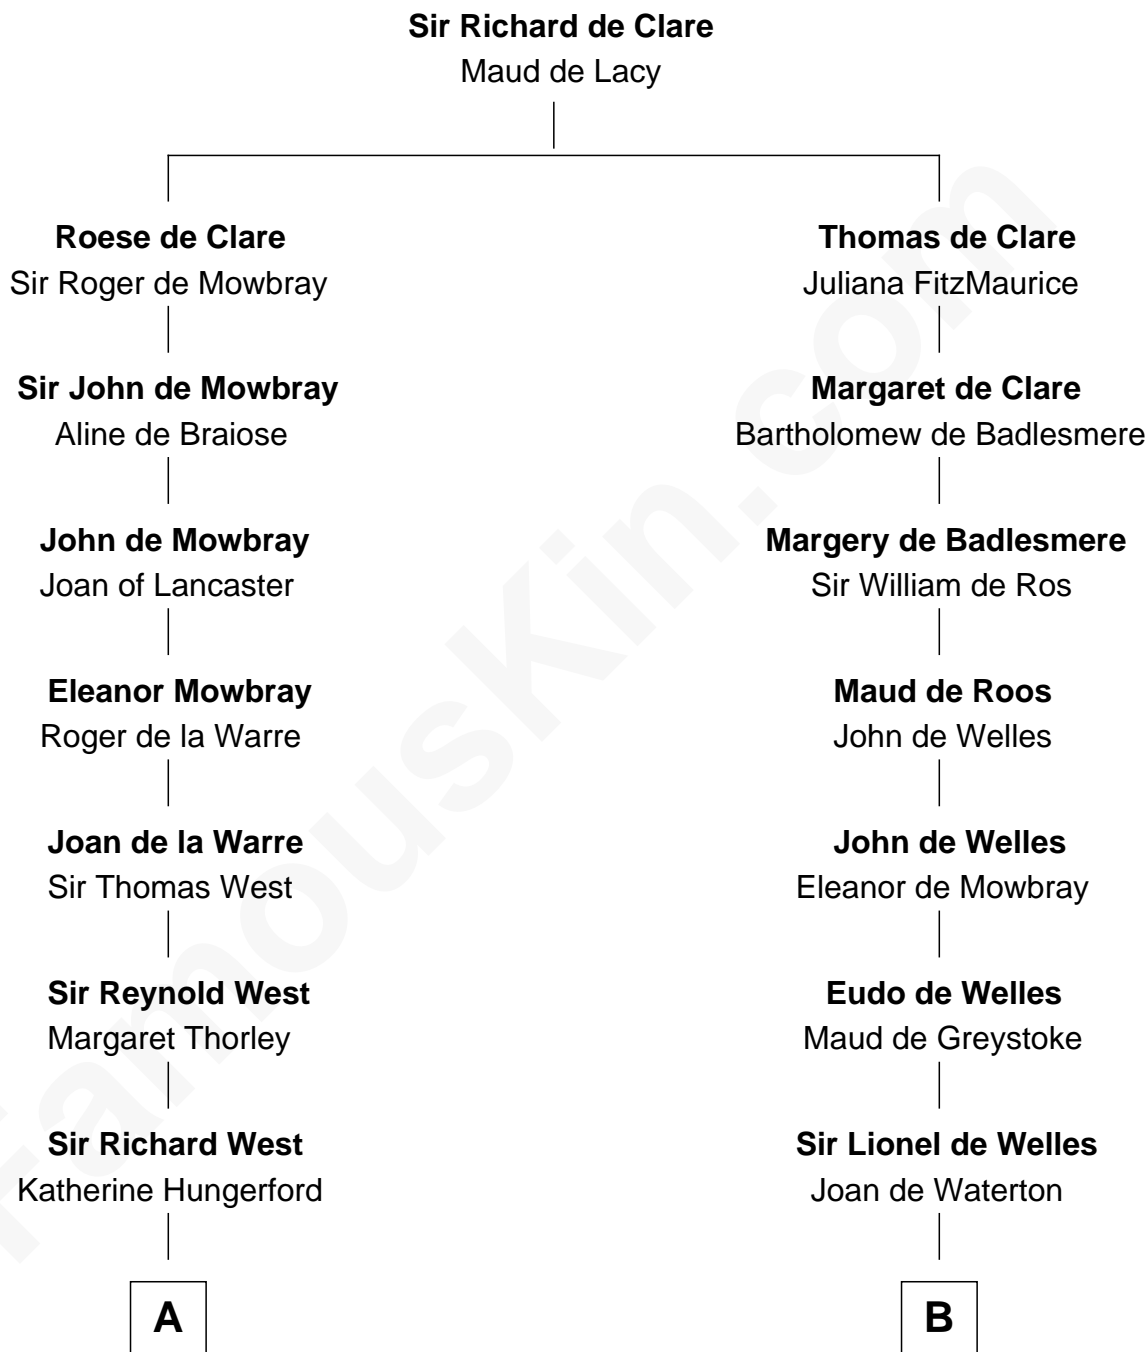 Sir Richard de Clare
Maud de Lacy
Roese de Clare
Sir Roger de Mowbray
Thomas de Clare
Juliana FitzMaurice
Sir John de Mowbray
Aline de Braiose
Margaret de Clare
Bartholomew de Badlesmere
John de Mowbray
Joan of Lancaster
Margery de Badlesmere
Sir William de Ros
Eleanor Mowbray
Roger de la Warre
Maud de Roos
John de Welles
Joan de la Warre
Sir Thomas West
John de Welles
Eleanor de Mowbray
Sir Reynold West
Margaret Thorley
Eudo de Welles
Maud de Greystoke
Sir Richard West
Katherine Hungerford
Sir Lionel de Welles
Joan de Waterton
A
B
FamousKin.com